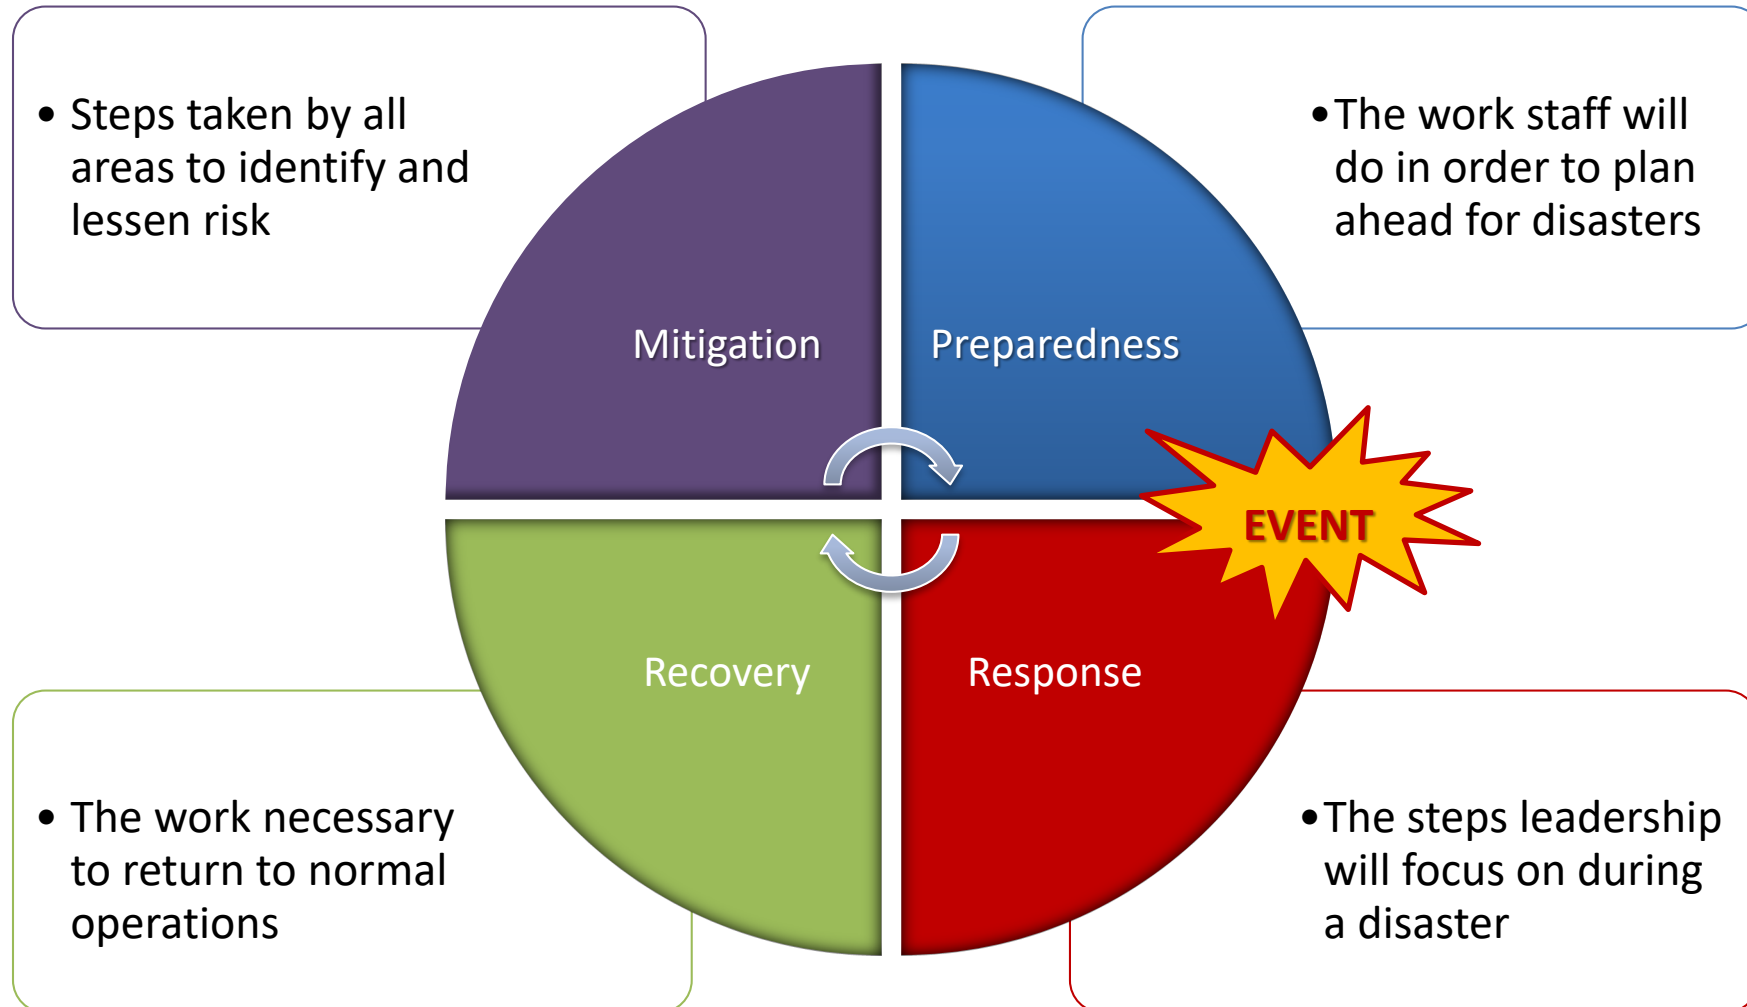 • Steps taken by all
areas to identify and
lessen risk
•The work staff will
do in order to plan
ahead for disasters
Mitigation
Preparedness
EVENT
Recovery
Response
• The work necessary
to return to normal
operations
•The steps leadership
will focus on during
a disaster